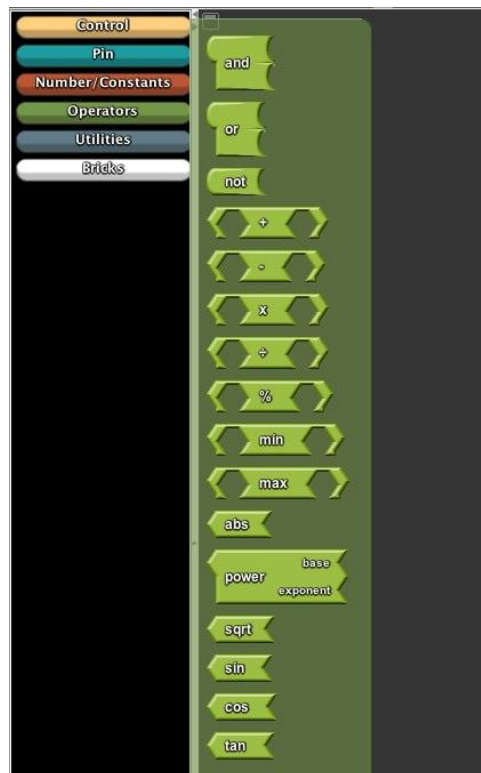 Control
Pin
Number/Constants
Operators
Utilities
Bricks
and
or
not
+
-
x
÷
%
min
max
abs
base
power
exponent
sqrt
sin
cos
tan